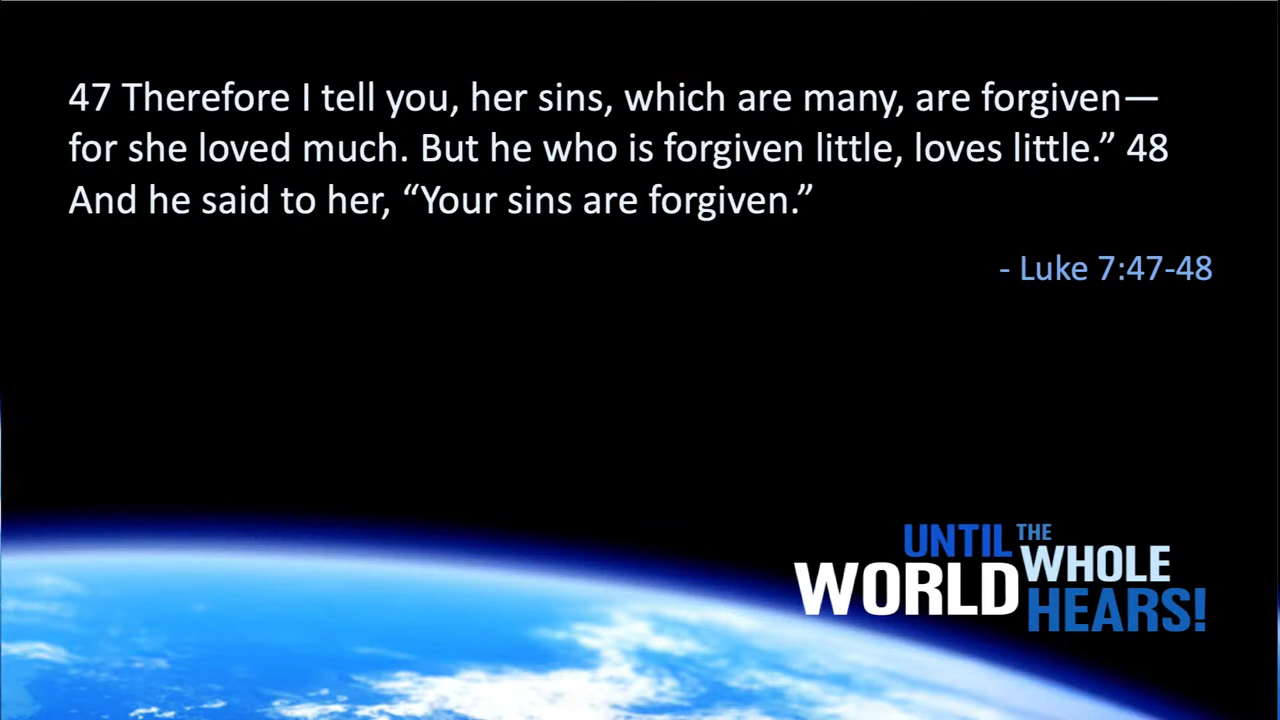 47 Therefore I tell you, her sins, which are many, are forgiven—
for she loved much. But he who is forgiven little, loves little.” 48
And he said to her, “Your sins are forgiven.”
- Luke 7:47-48
UNTIL THE
WHOLE
WORLD
HEARS!